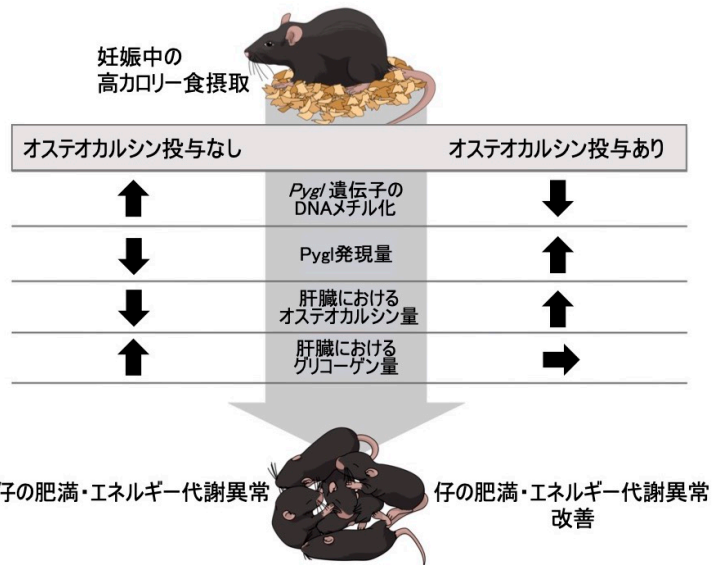 妊娠中の
高カロリー食摂取
オステオカルシン投与なし
オステオカルシン投与あり
Pygl 遺伝子の
DNAメチル化
Pygl発現量
肝臓における
オステオカルシン量
肝臓における
グリコーゲン量
仔の肥満・エネルギー代謝異常
仔の肥満・エネルギー代謝異常
改善